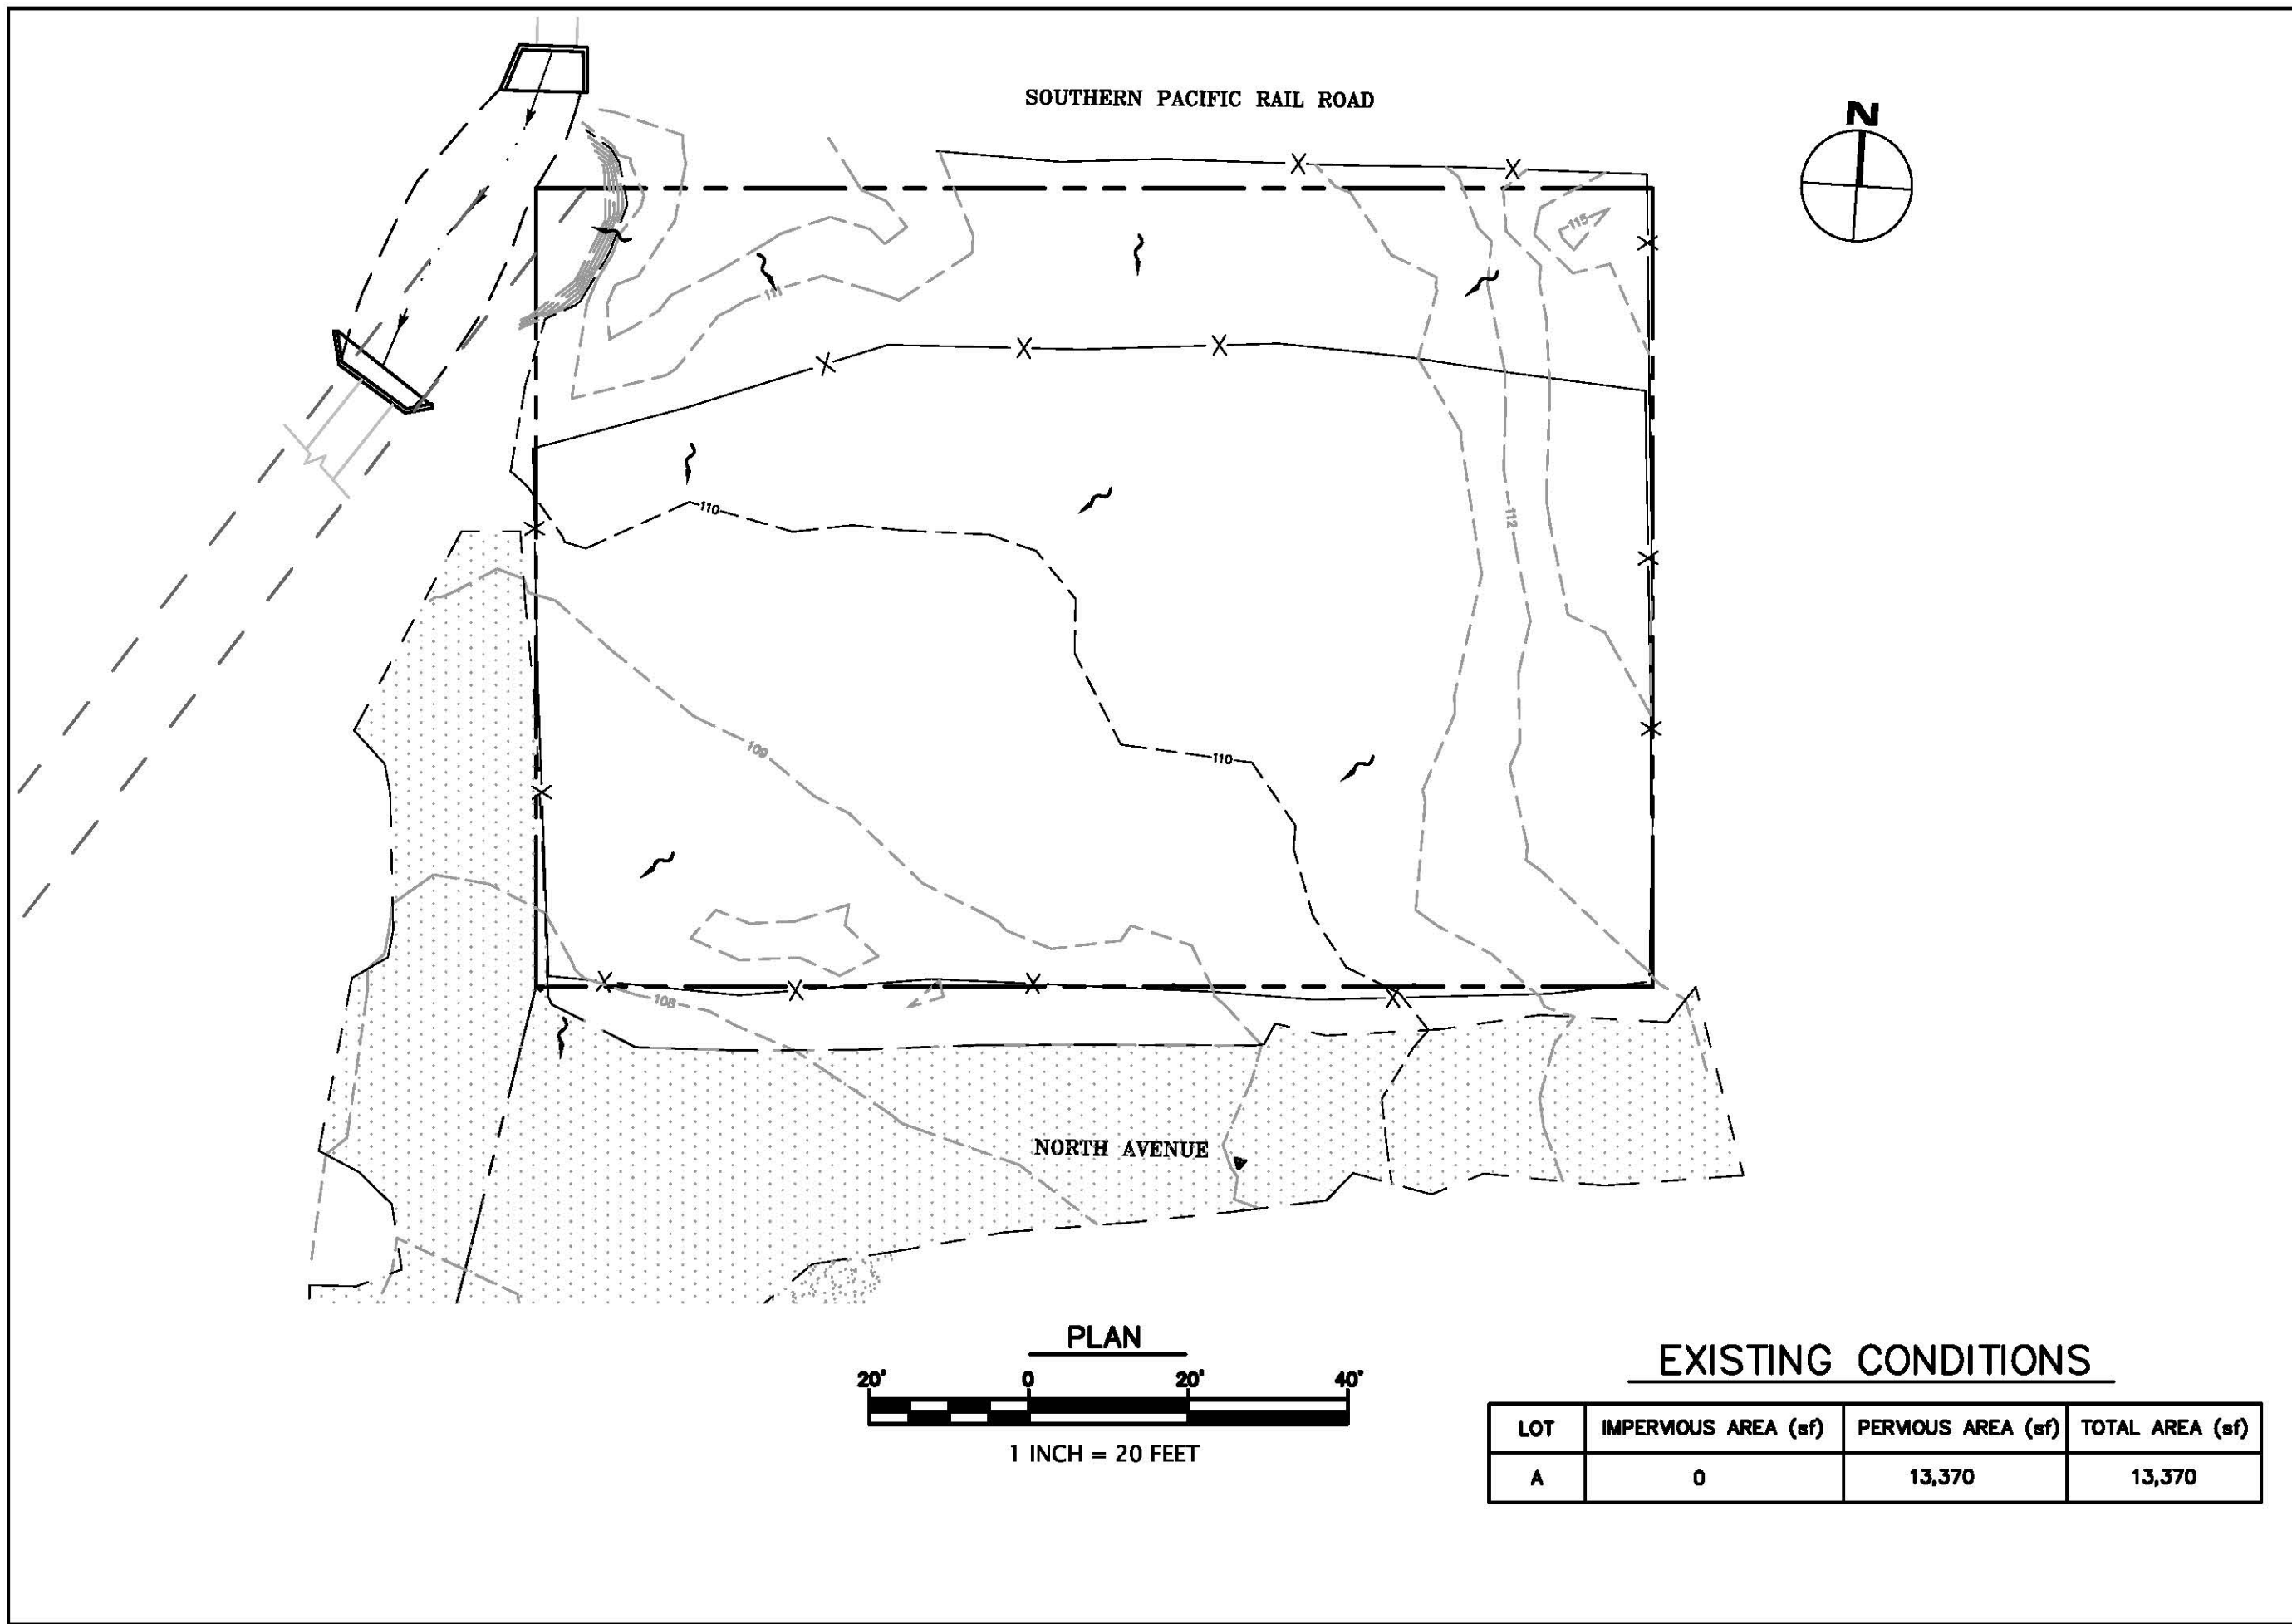 SOUTHERN PACIFIC RAIL ROAD
N
115
111
110
112
109
110
108
NORTH AVENUE
PLAN
20' 0 20' 40'
1 INCH = 20 FEET
EXISTING CONDITIONS
LOT IMPERVIOUS AREA (sf) PERVIOUS AREA (sf) TOTAL AREA (sf)
A 0 13,370 13,370